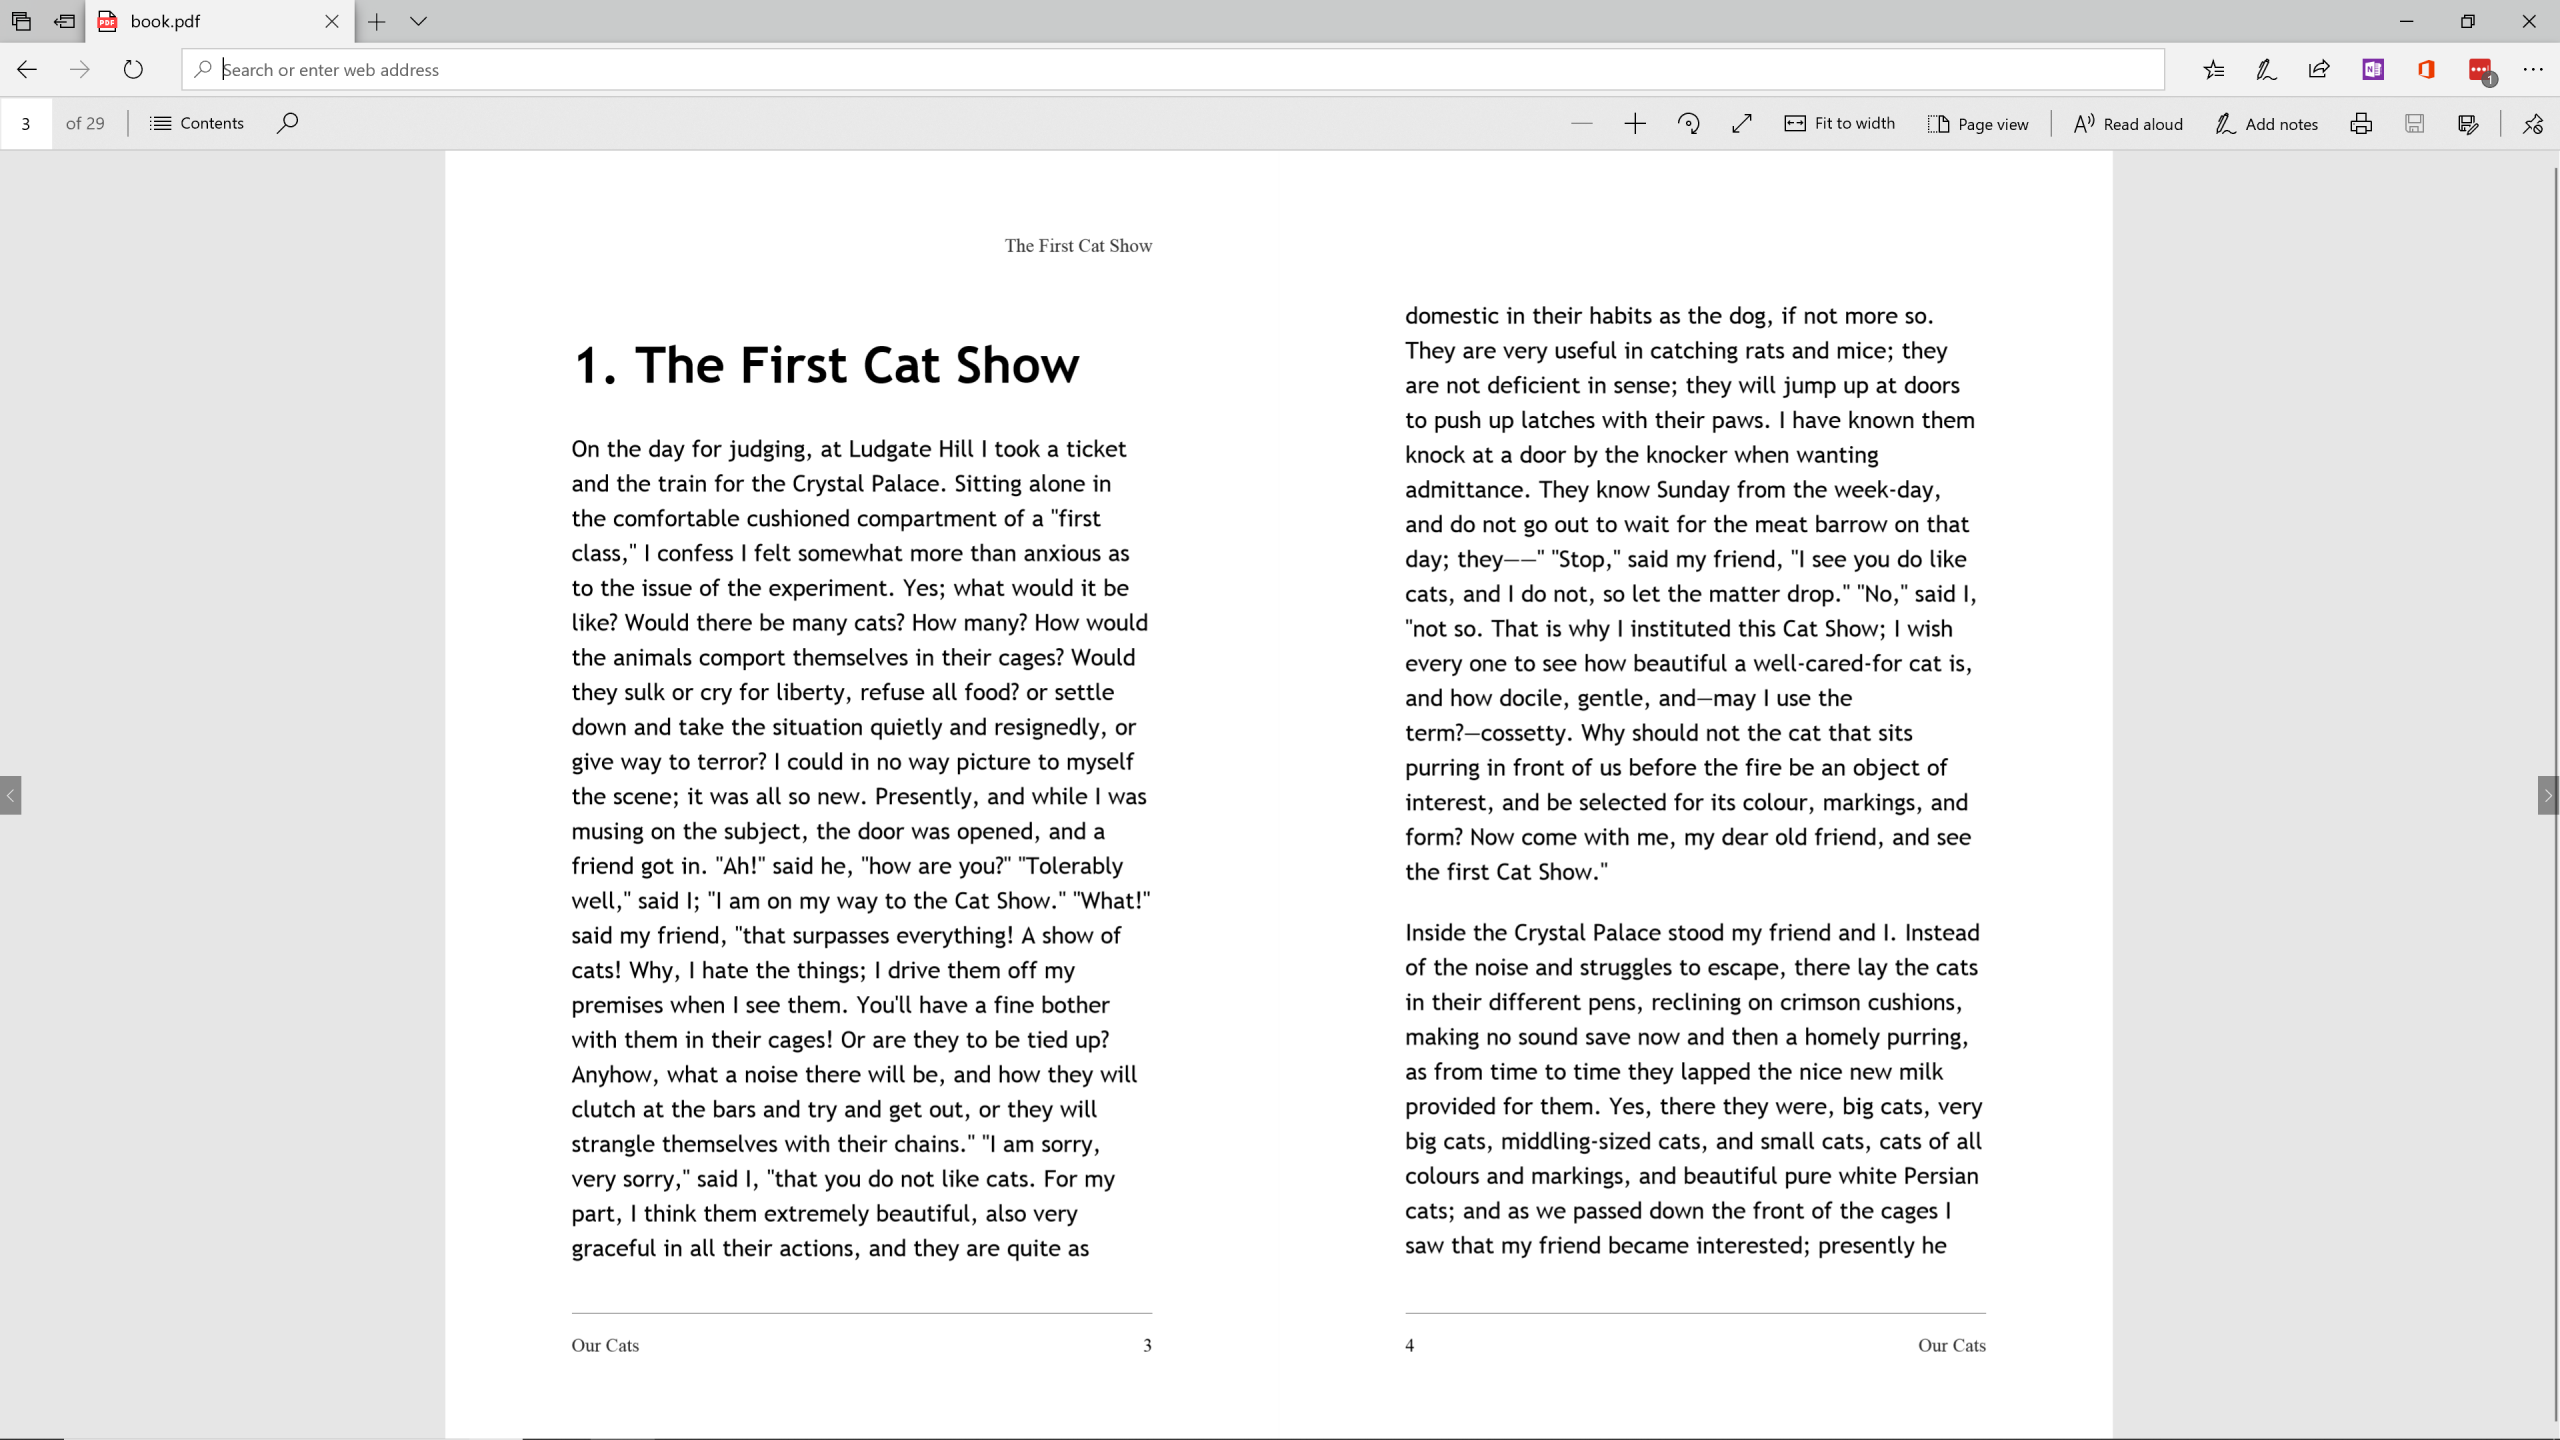 book.pdf
Search or enter web address
1
3 of 29 Contents Fit to width Page view Read aloud Add notes
The First Cat Show
1. The First Cat Show
On the day for judging, at Ludgate Hill I took a ticket
and the train for the Crystal Palace. Sitting alone in
the comfortable cushioned compartment of a "first
class," I confess I felt somewhat more than anxious as
to the issue of the experiment. Yes; what would it be
like? Would there be many cats? How many? How would
the animals comport themselves in their cages? Would
they sulk or cry for liberty, refuse all food? or settle
down and take the situation quietly and resignedly, or
give way to terror? I could in no way picture to myself
the scene; it was all so new. Presently, and while I was
musing on the subject, the door was opened, and a
friend got in. "Ah!" said he, "how are you?" "Tolerably
well," said I; "I am on my way to the Cat Show." "What!"
said my friend, "that surpasses everything! A show of
cats! Why, I hate the things; I drive them off my
premises when I see them. You'll have a fine bother
with them in their cages! Or are they to be tied up?
Anyhow, what a noise there will be, and how they will
clutch at the bars and try and get out, or they will
strangle themselves with their chains." "I am sorry,
very sorry," said I, "that you do not like cats. For my
part, I think them extremely beautiful, also very
graceful in all their actions, and they are quite as
Our Cats 3
domestic in their habits as the dog, if not more so.
They are very useful in catching rats and mice; they
are not deficient in sense; they will jump up at doors
to push up latches with their paws. I have known them
knock at a door by the knocker when wanting
admittance. They know Sunday from the week-day,
and do not go out to wait for the meat barrow on that
day; they——" "Stop," said my friend, "I see you do like
cats, and I do not, so let the matter drop." "No," said I,
"not so. That is why I instituted this Cat Show; I wish
every one to see how beautiful a well-cared-for cat is,
and how docile, gentle, and—may I use the
term?—cossetty. Why should not the cat that sits
purring in front of us before the fire be an object of
interest, and be selected for its colour, markings, and
form? Now come with me, my dear old friend, and see
the first Cat Show."
Inside the Crystal Palace stood my friend and I. Instead
of the noise and struggles to escape, there lay the cats
in their different pens, reclining on crimson cushions,
making no sound save now and then a homely purring,
as from time to time they lapped the nice new milk
provided for them. Yes, there they were, big cats, very
big cats, middling-sized cats, and small cats, cats of all
colours and markings, and beautiful pure white Persian
cats; and as we passed down the front of the cages I
saw that my friend became interested; presently he
4 Our Cats